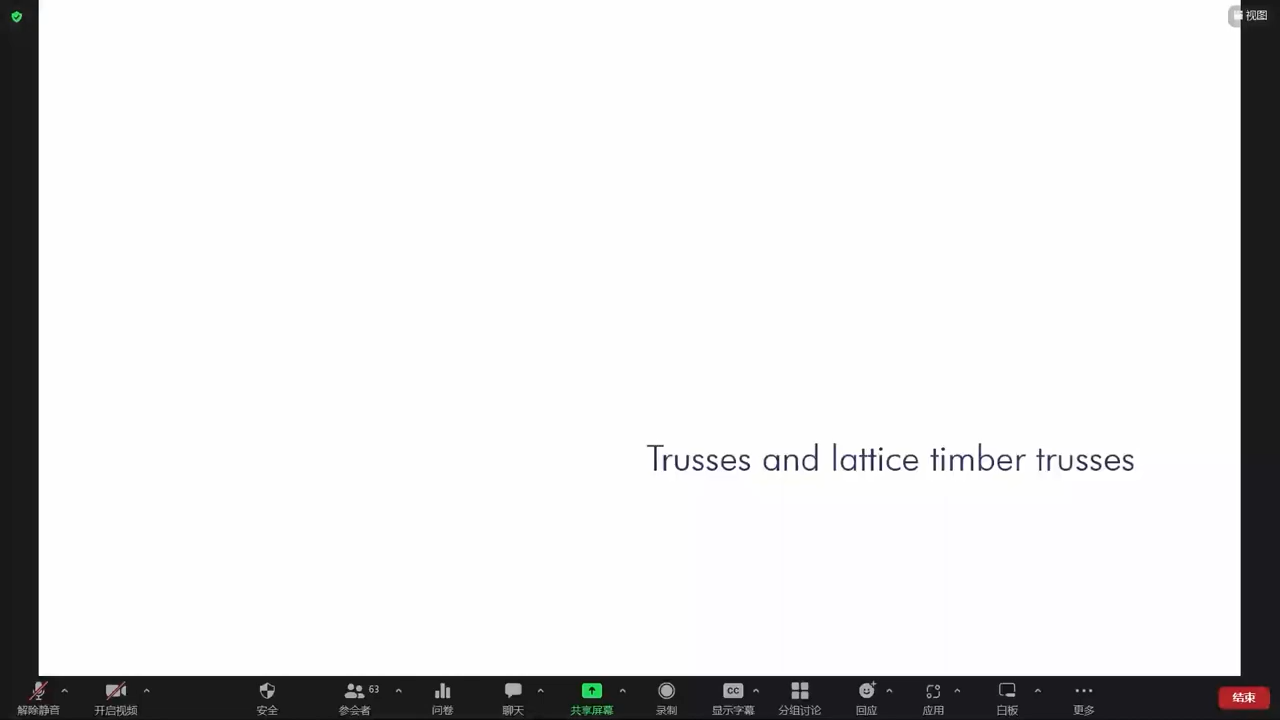 视图
Trusses and lattice timber trusses
63
CC
解除静音
开启视频
安全
参会者
问卷
聊天
共享屏幕
录制
显示字幕
分组讨论
回应
应用
白板
更多
结束